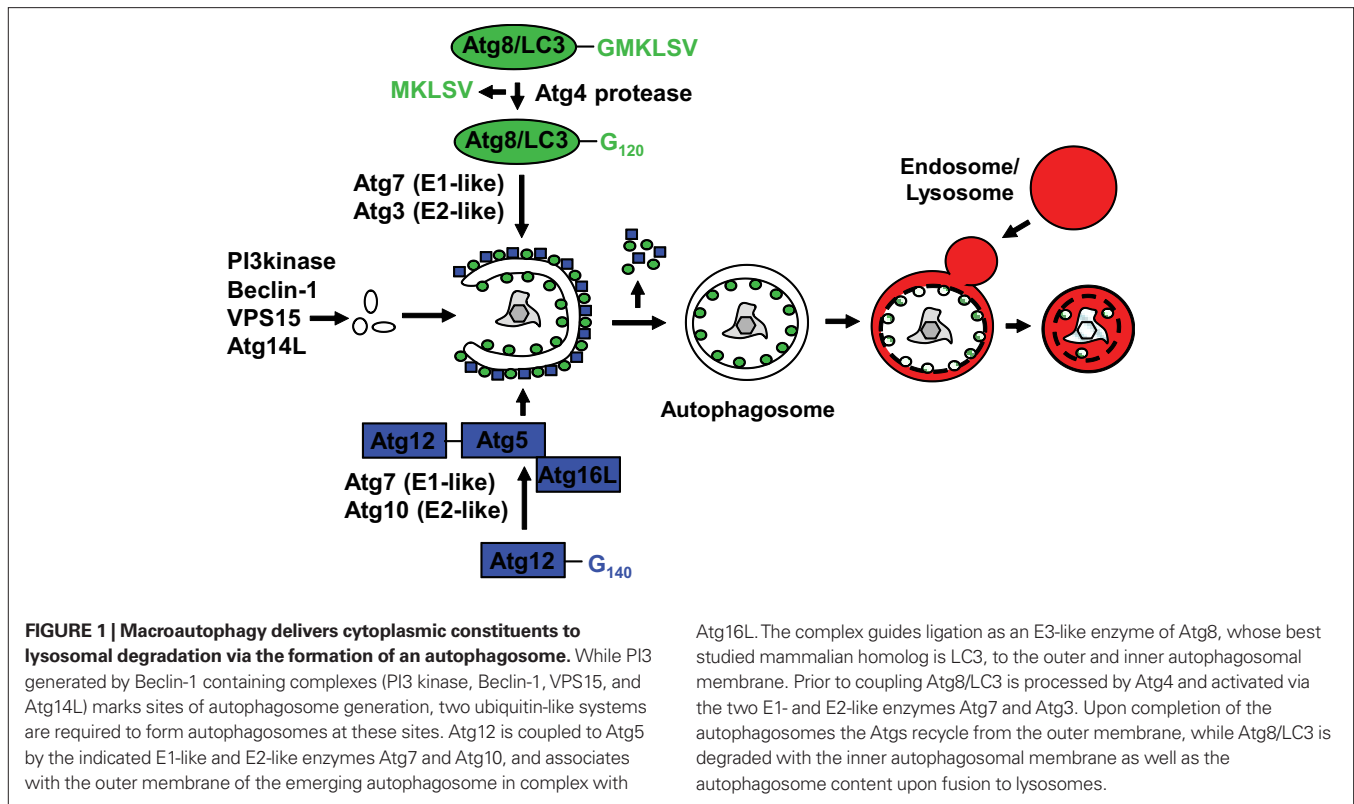 Atg8/LC3 GMKLSV
MKLSV Atg4 protease
Atg8/LC3 G120
Atg7 (E1-like)
Atg3 (E2-like)
Endosome/
Lysosome
PI3kinase
Beclin-1
VPS15
Atg14L
Autophagosome
Atg12 Atg5
Atg16L
Atg7 (E1-like)
Atg10 (E2-like)
Atg12 G140
FIGURE 1 | Macroautophagy delivers cytoplasmic constituents to
lysosomal degradation via the formation of an autophagosome. While PI3
generated by Beclin-1 containing complexes (PI3 kinase, Beclin-1, VPS15, and
Atg14L) marks sites of autophagosome generation, two ubiquitin-like systems
are required to form autophagosomes at these sites. Atg12 is coupled to Atg5
by the indicated E1-like and E2-like enzymes Atg7 and Atg10, and associates
with the outer membrane of the emerging autophagosome in complex with
Atg16L. The complex guides ligation as an E3-like enzyme of Atg8, whose best
studied mammalian homolog is LC3, to the outer and inner autophagosomal
membrane. Prior to coupling Atg8/LC3 is processed by Atg4 and activated via
the two E1- and E2-like enzymes Atg7 and Atg3. Upon completion of the
autophagosomes the Atgs recycle from the outer membrane, while Atg8/LC3 is
degraded with the inner autophagosomal membrane as well as the
autophagosome content upon fusion to lysosomes.